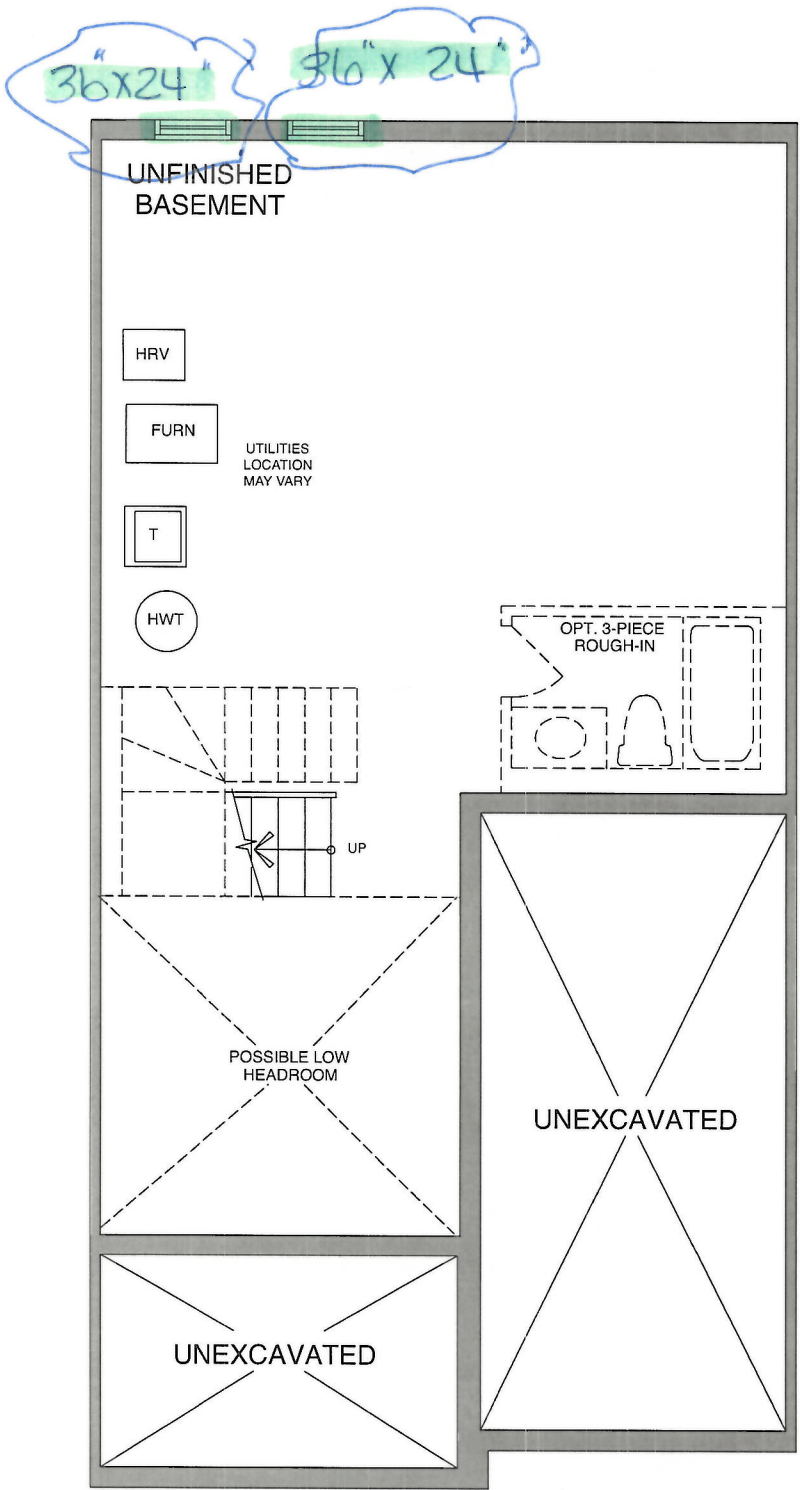 36"x24"
36"x 24"
UNFINISHED
BASEMENT
HRV
FURN
UTILITIES
LOCATION
MAY VARY
T
HWT
OPT. 3-PIECE
ROUGH-IN
UP
POSSIBLE LOW
HEADROOM
UNEXCAVATED
UNEXCAVATED